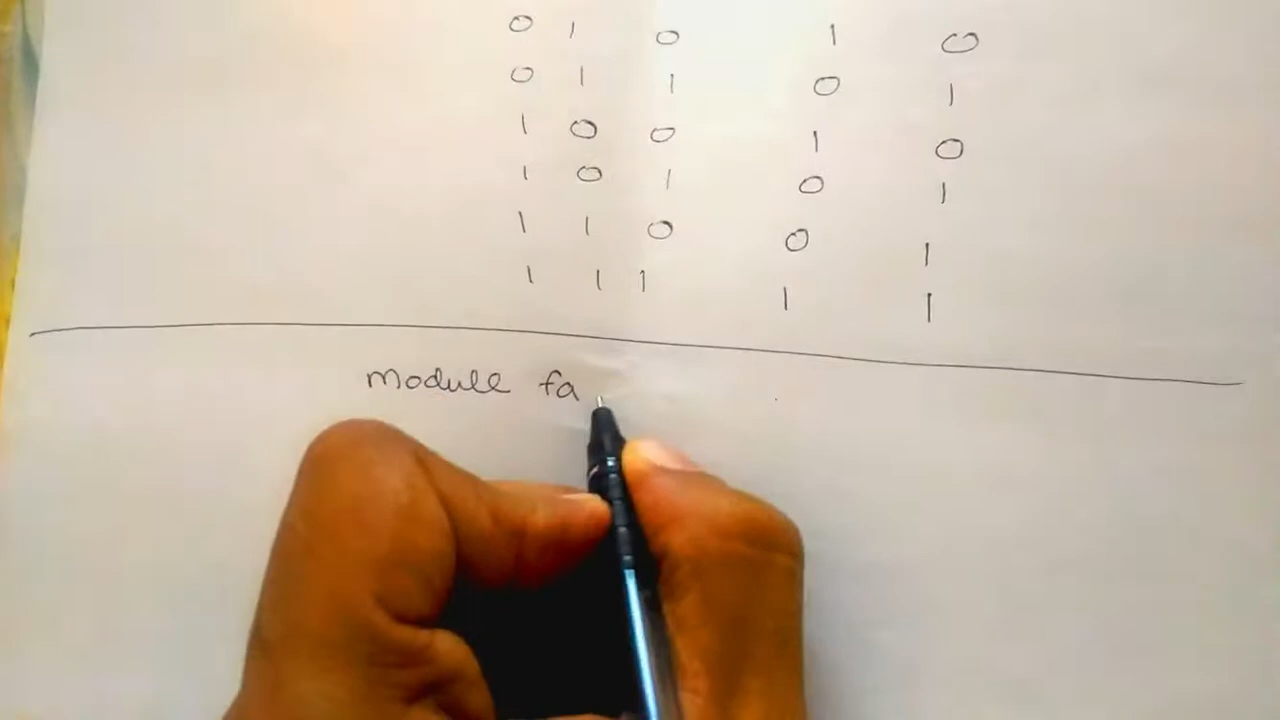 0 1 0 1 0
0 1 1 0 1
1 0 0 1 0
1 0 1 0 1
1 1 0 0 1
1 1 1 1 1
module fa